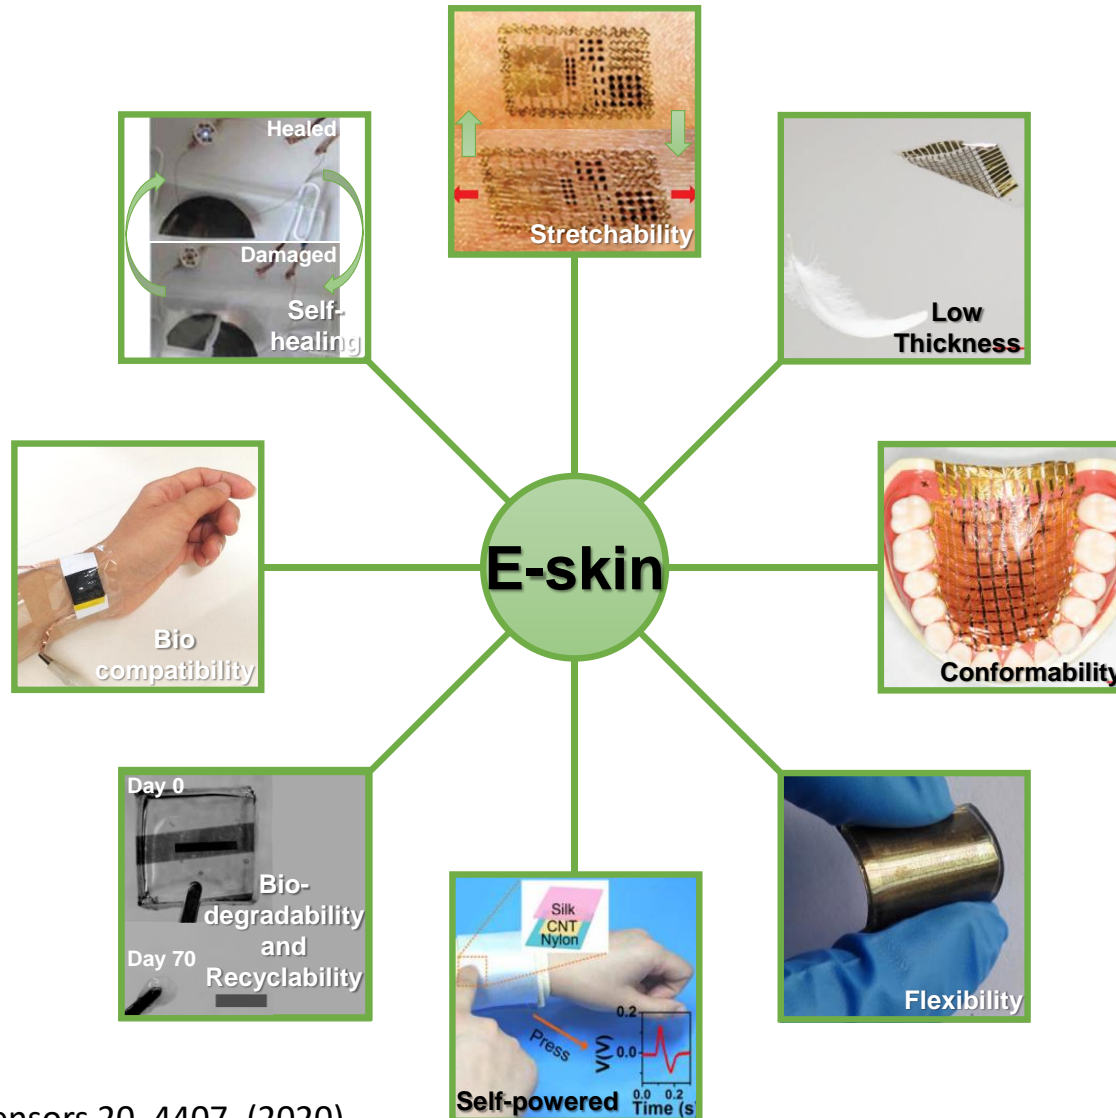 Stretchability
Healed
Damaged
Self-
healing
Low
Thickness
E-skin
Bio
compatibility
Conformability
Day 0
Bio-
degradability
and
Day 70
Recyclability
Silk
CNT
Nylon
Press
V(V)
0.2
0.0
0.0 0.2
Time (s
Self-powered
Flexibility
ensors 20, 4407, (2020)